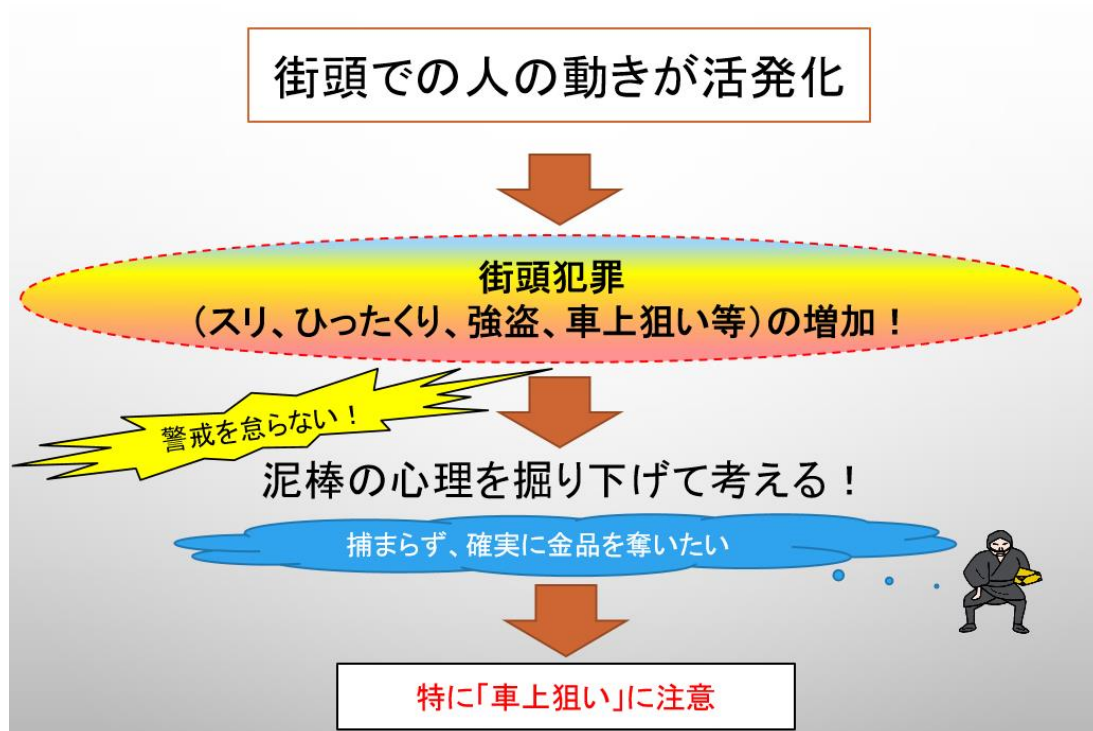 街頭での人の動きが活発化
街頭犯罪
（スリ、ひったくり、強盗、車上狙い等）の増加！
警戒を怠らない！
泥棒の心理を掘り下げて考える！
捕まらず、確実に金品を奪いたい
特に「車上狙い」に注意